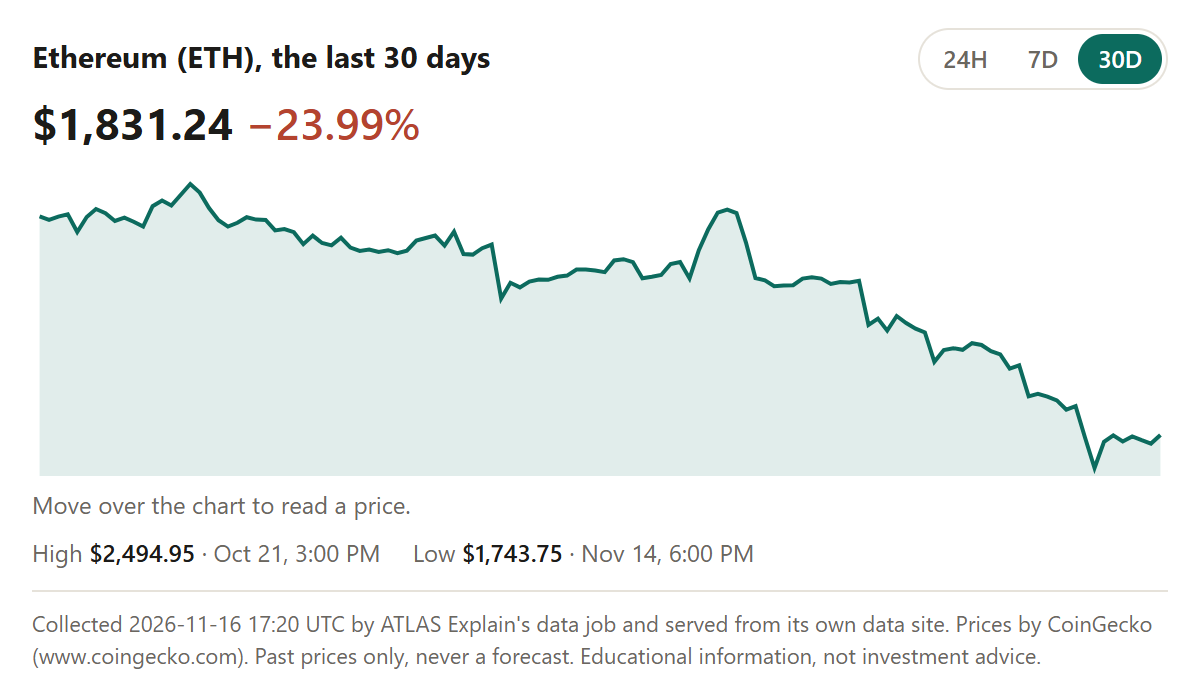 Ethereum (ETH), the last 30 days
24H 7D 30D
$1,831.24 −23.99%
Move over the chart to read a price.
High $2,494.95 · Oct 21, 3:00 PM Low $1,743.75 · Nov 14, 6:00 PM
Collected 2026-11-16 17:20 UTC by ATLAS Explain's data job and served from its own data site. Prices by CoinGecko
(www.coingecko.com). Past prices only, never a forecast. Educational information, not investment advice.